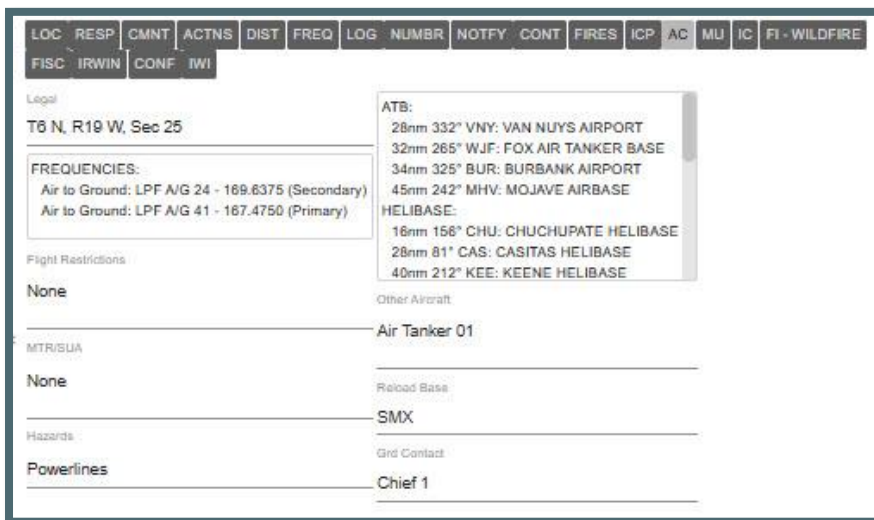 LOC RESP CMNT ACTNS DIST FREQ LOG NUMBR NOTFY CONT FIRES ICP AC MU IC FI - WILDFIRE
FISC IRWIN CONF IWI
Legal
T6 N, R19 W, Sec 25
FREQUENCIES:
Air to Ground: LPF A/G 24 - 169.6375 (Secondary)
Air to Ground: LPF A/G 41 - 167.4750 (Primary)
Flight Restrictions
None
MTR/SUA
None
Hazards
Powerlines
ATB:
28nm 332° VNY: VAN NUYS AIRPORT
32nm 265° WJF: FOX AIR TANKER BASE
34nm 325° BUR: BURBANK AIRPORT
45nm 242° MHV: MOJAVE AIRBASE
HELIBASE:
16nm 156° CHU: CHUCHUPATE HELIBASE
28nm 81° CAS: CASITAS HELIBASE
40nm 212° KEE: KEENE HELIBASE
Other Aircraft
Air Tanker 01
Reload Base
SMX
Grd Contact
Chief 1